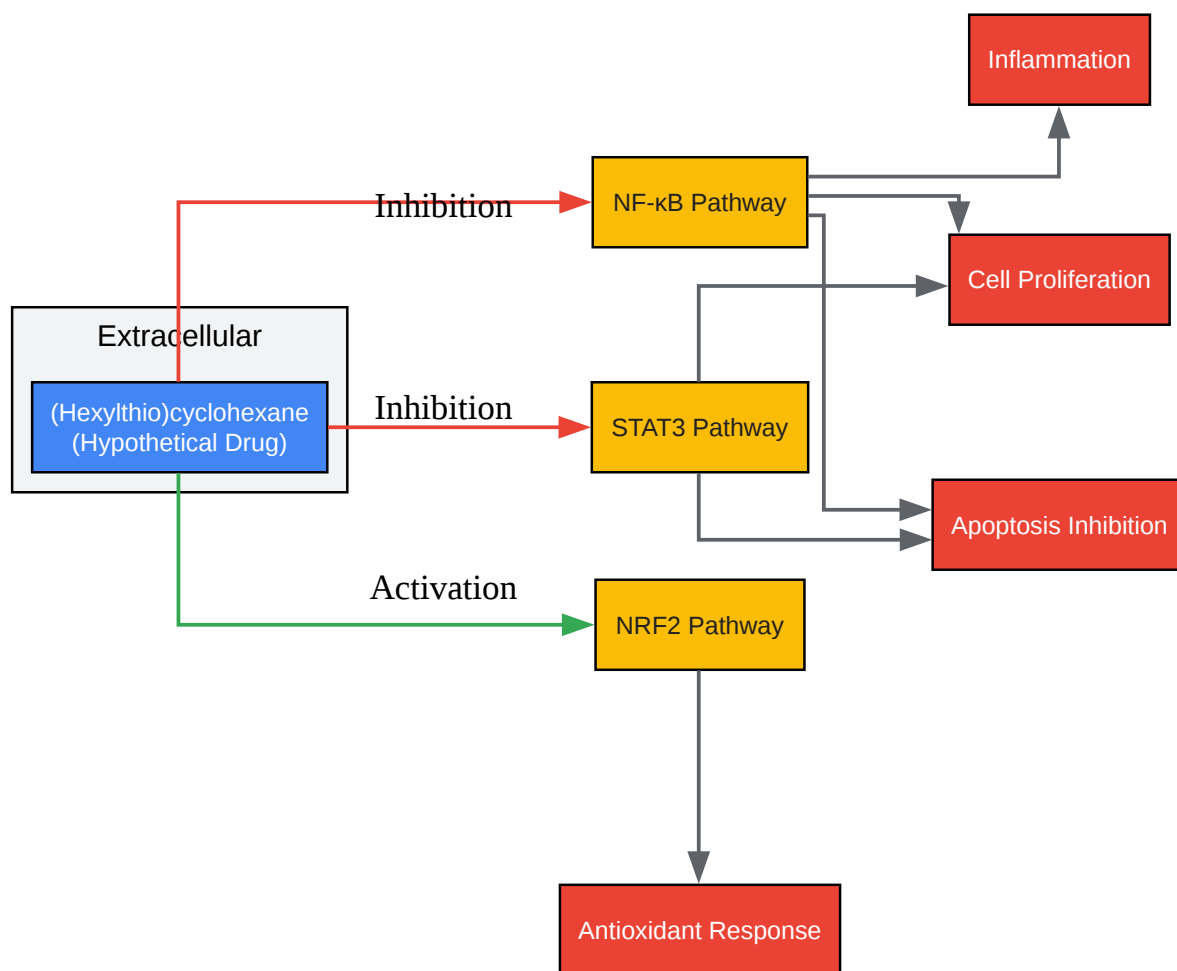 Inflammation
Inhibition
NF-κB Pathway
Cell Proliferation
Extracellular
(Hexylthio)cyclohexane
(Hypothetical Drug)
Inhibition
STAT3 Pathway
Apoptosis Inhibition
Activation
NRF2 Pathway
Antioxidant Response